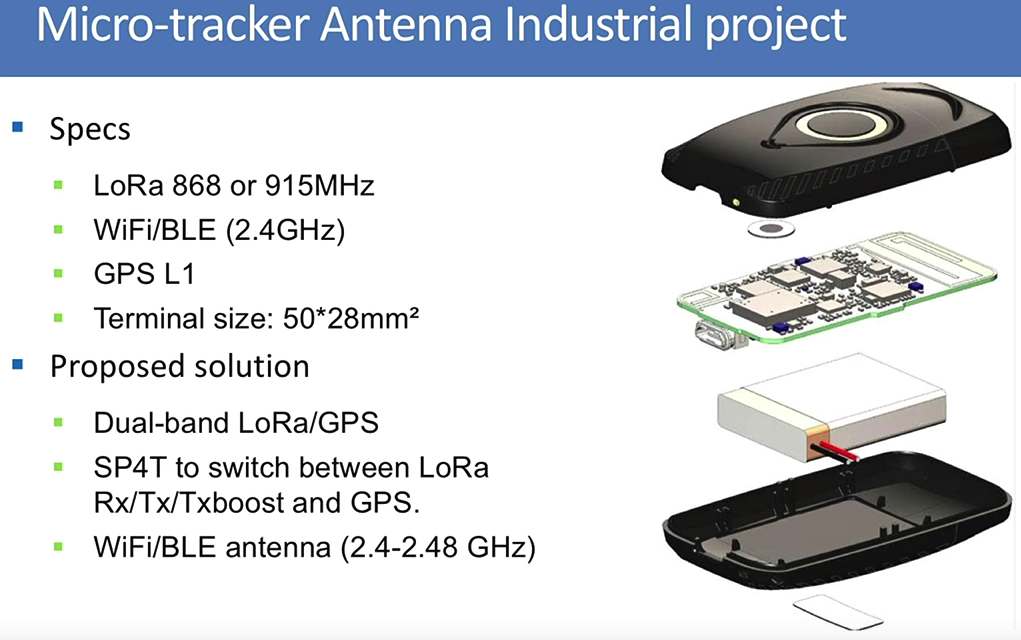 Micro-tracker Antenna Industrial project
Specs
LoRa 868 or 915MHz
WiFi/BLE (2.4GHz)
GPS L1
Terminal size: 50*28mm²
Proposed solution
Dual-band LoRa/GPS
SP4T to switch between LoRa
Rx/Tx/Txboost and GPS.
WiFi/BLE antenna (2.4-2.48 GHz)